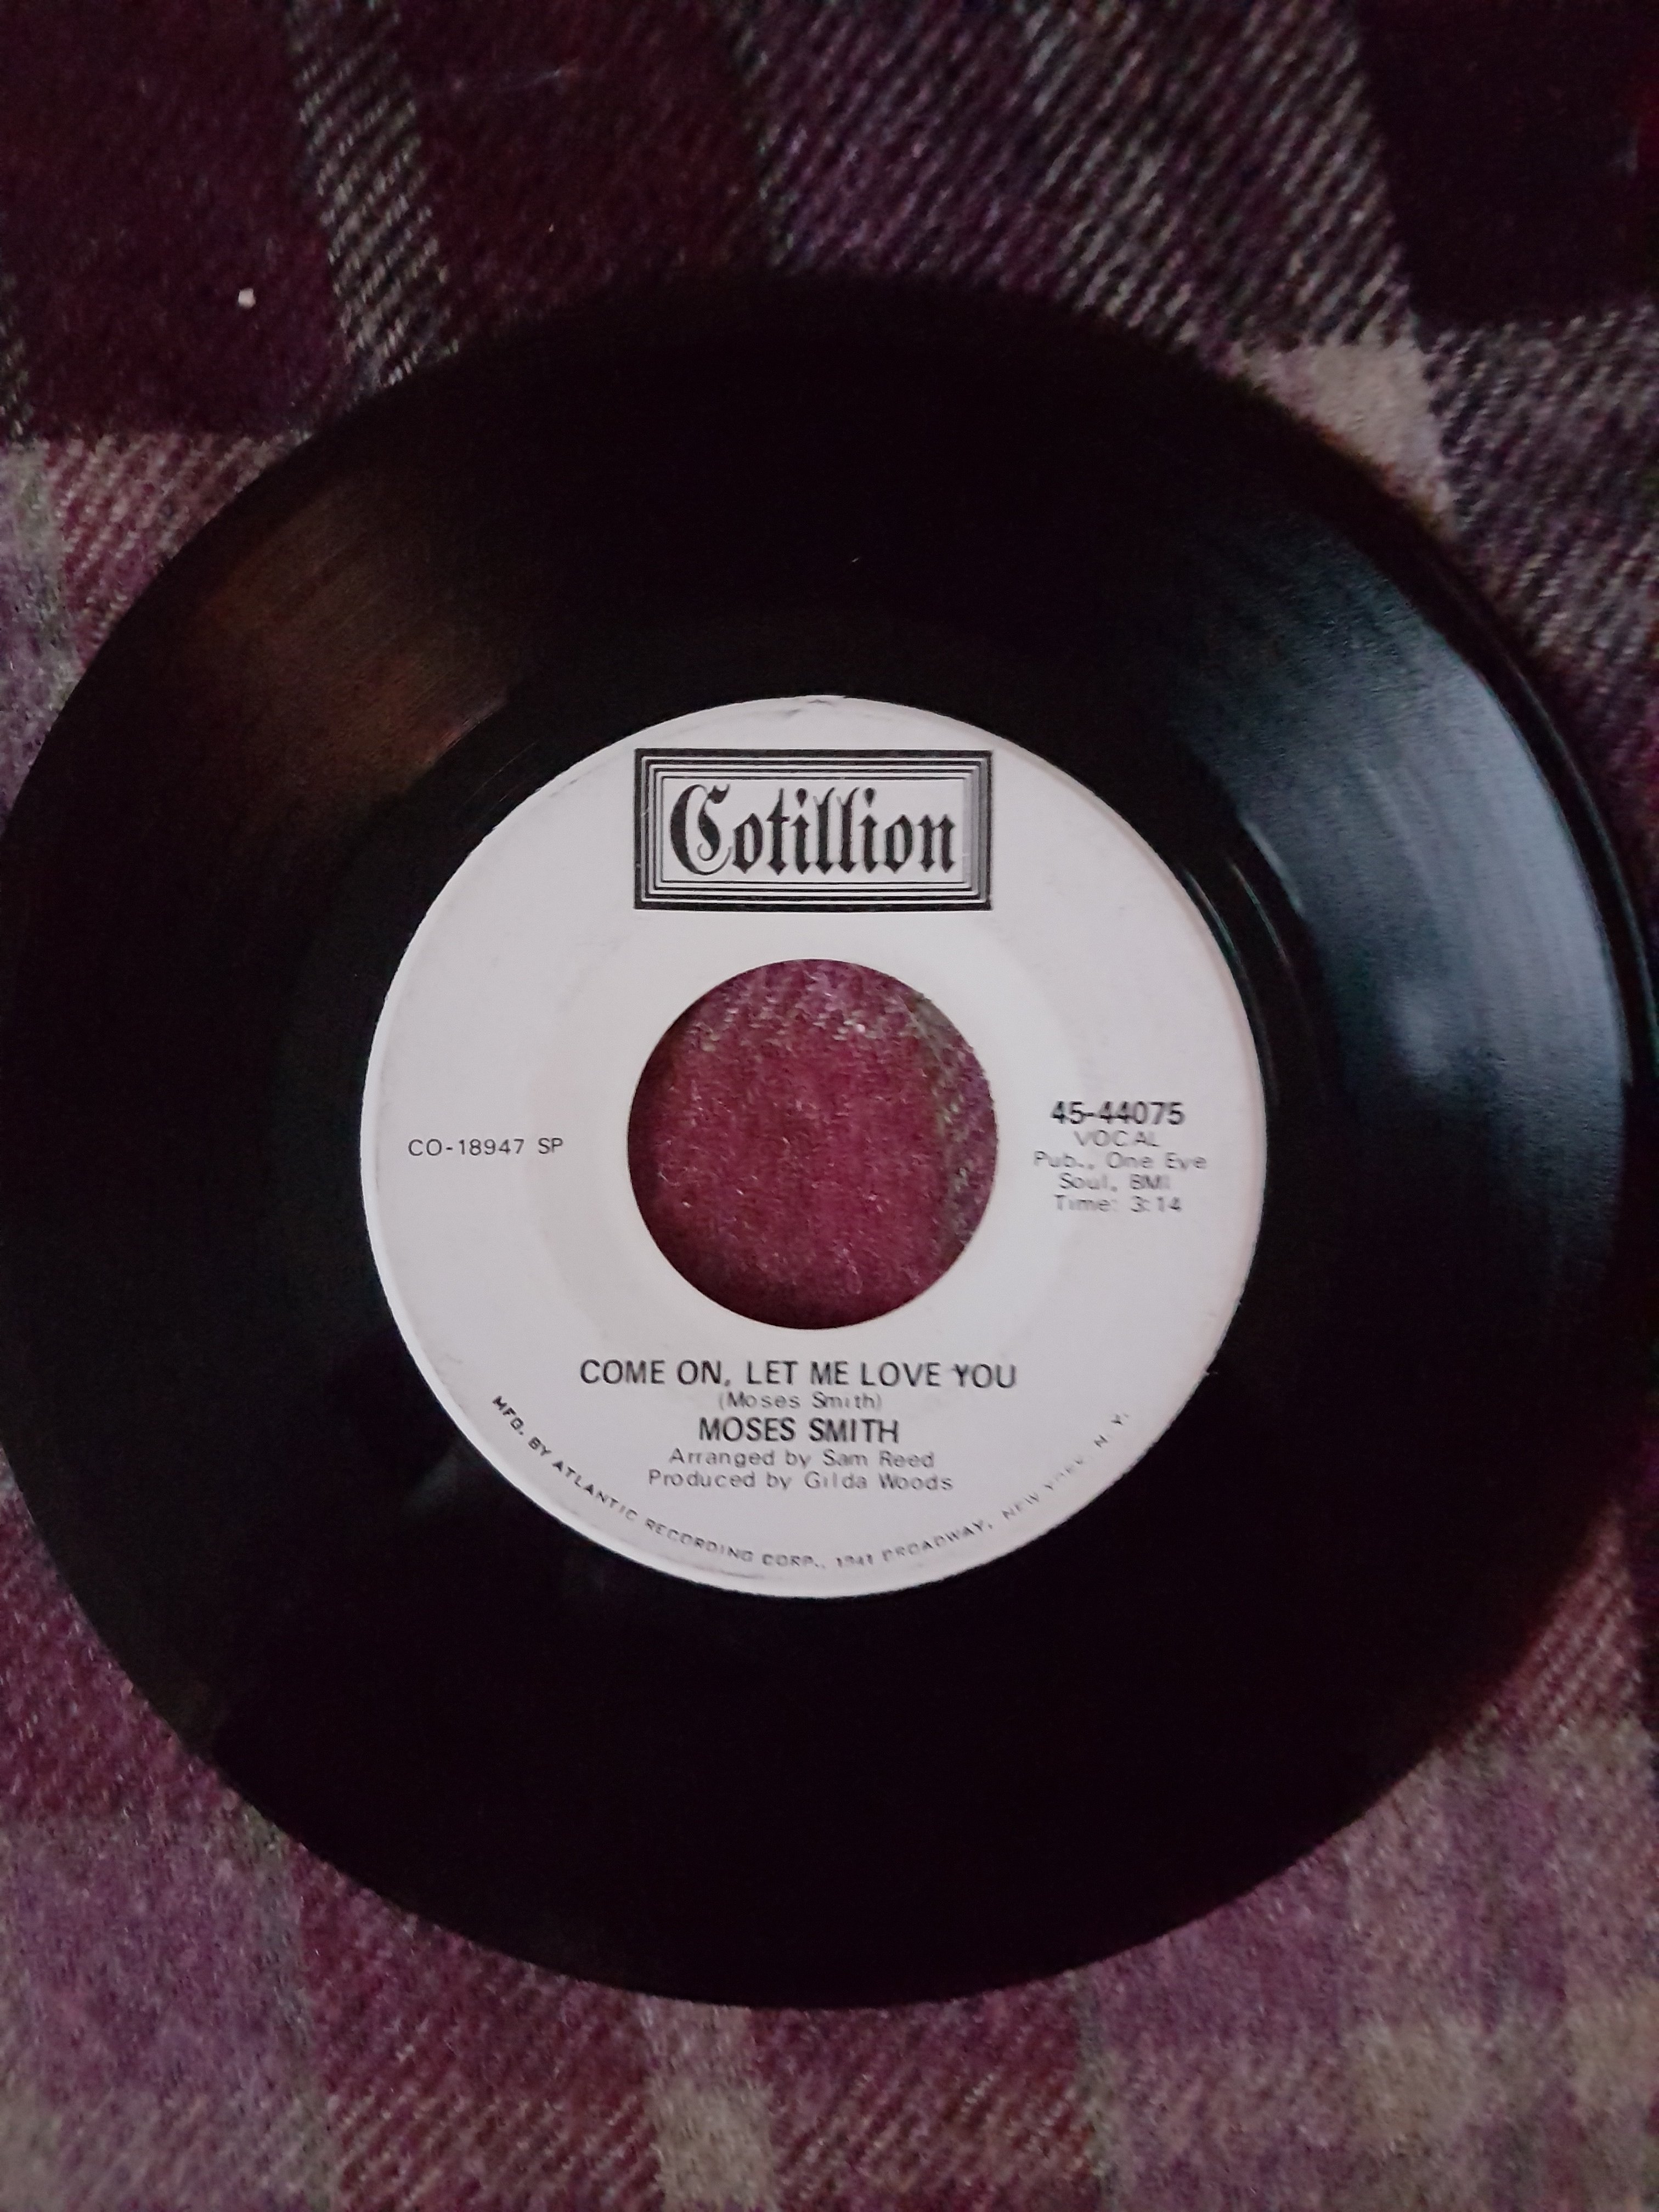 Cotillion
CO-18947 SP
45-44075
VOCAL
Pub., One Eye
Soul, BMI
Time: 3:14
COME ON, LET ME LOVE YOU
(Moses Smith)
MOSES SMITH
Arranged by Sam Reed
Produced by Gilda Woods
MFG. BY ATLANTIC RECORDING CORP., 1841 BROADWAY, NEW YORK, N. Y.